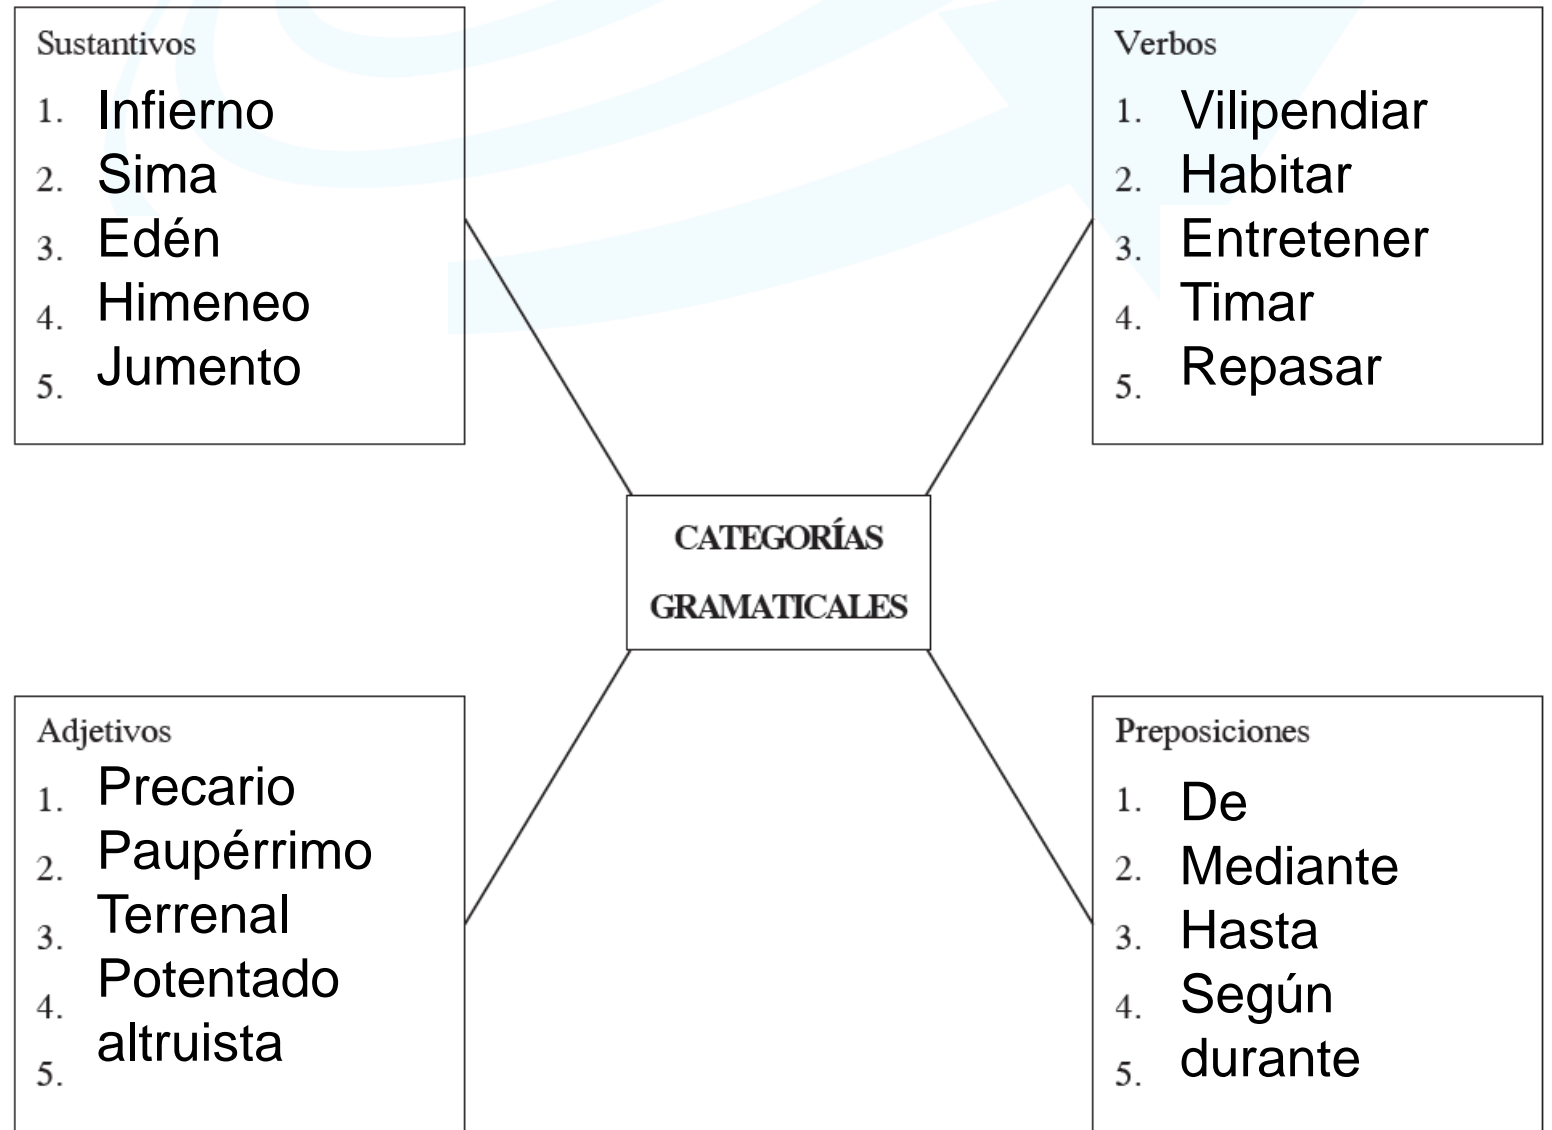 Sustantivos
1. Infierno
2. Sima
3. Edén
4. Himeneo
5. Jumento
Verbos
1. Vilipendiar
2. Habitar
3. Entretener
4. Timar
5. Repasar
CATEGORÍAS
GRAMATICALES
Adjetivos
1. Precario
2. Paupérrimo
3. Terrenal
4. Potentado
5. altruista
Preposiciones
1. De
2. Mediante
3. Hasta
4. Según
5. durante